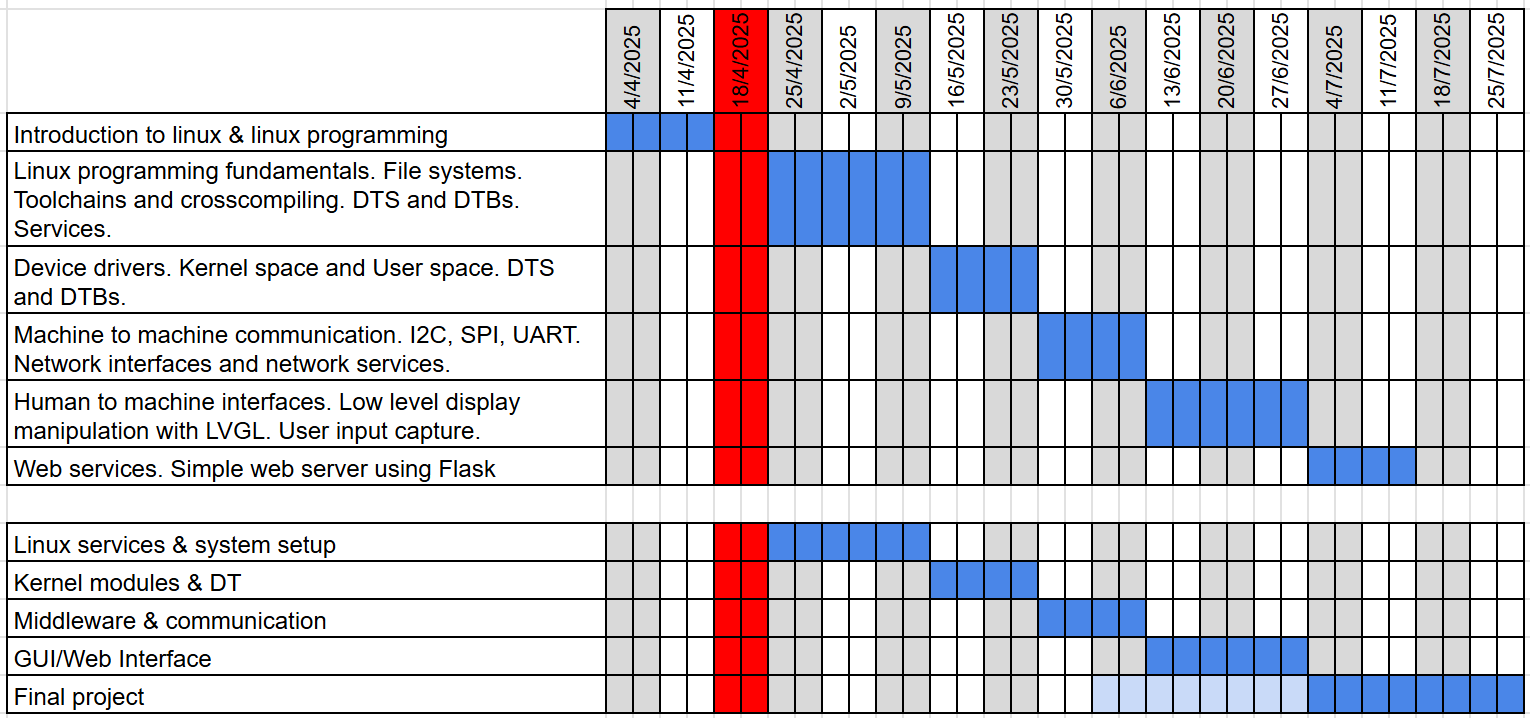 4/4/2025
11/4/2025
18/4/2025
25/4/2025
2/5/2025
9/5/2025
16/5/2025
23/5/2025
30/5/2025
6/6/2025
13/6/2025
20/6/2025
27/6/2025
4/7/2025
11/7/2025
18/7/2025
25/7/2025
Introduction to linux & linux programming
Linux programming fundamentals. File systems.
Toolchains and crosscompiling. DTS and DTBs.
Services.
Device drivers. Kernel space and User space. DTS
and DTBs.
Machine to machine communication. I2C, SPI, UART.
Network interfaces and network services.
Human to machine interfaces. Low level display
manipulation with LVGL. User input capture.
Web services. Simple web server using Flask
Linux services & system setup
Kernel modules & DT
Middleware & communication
GUI/Web Interface
Final project